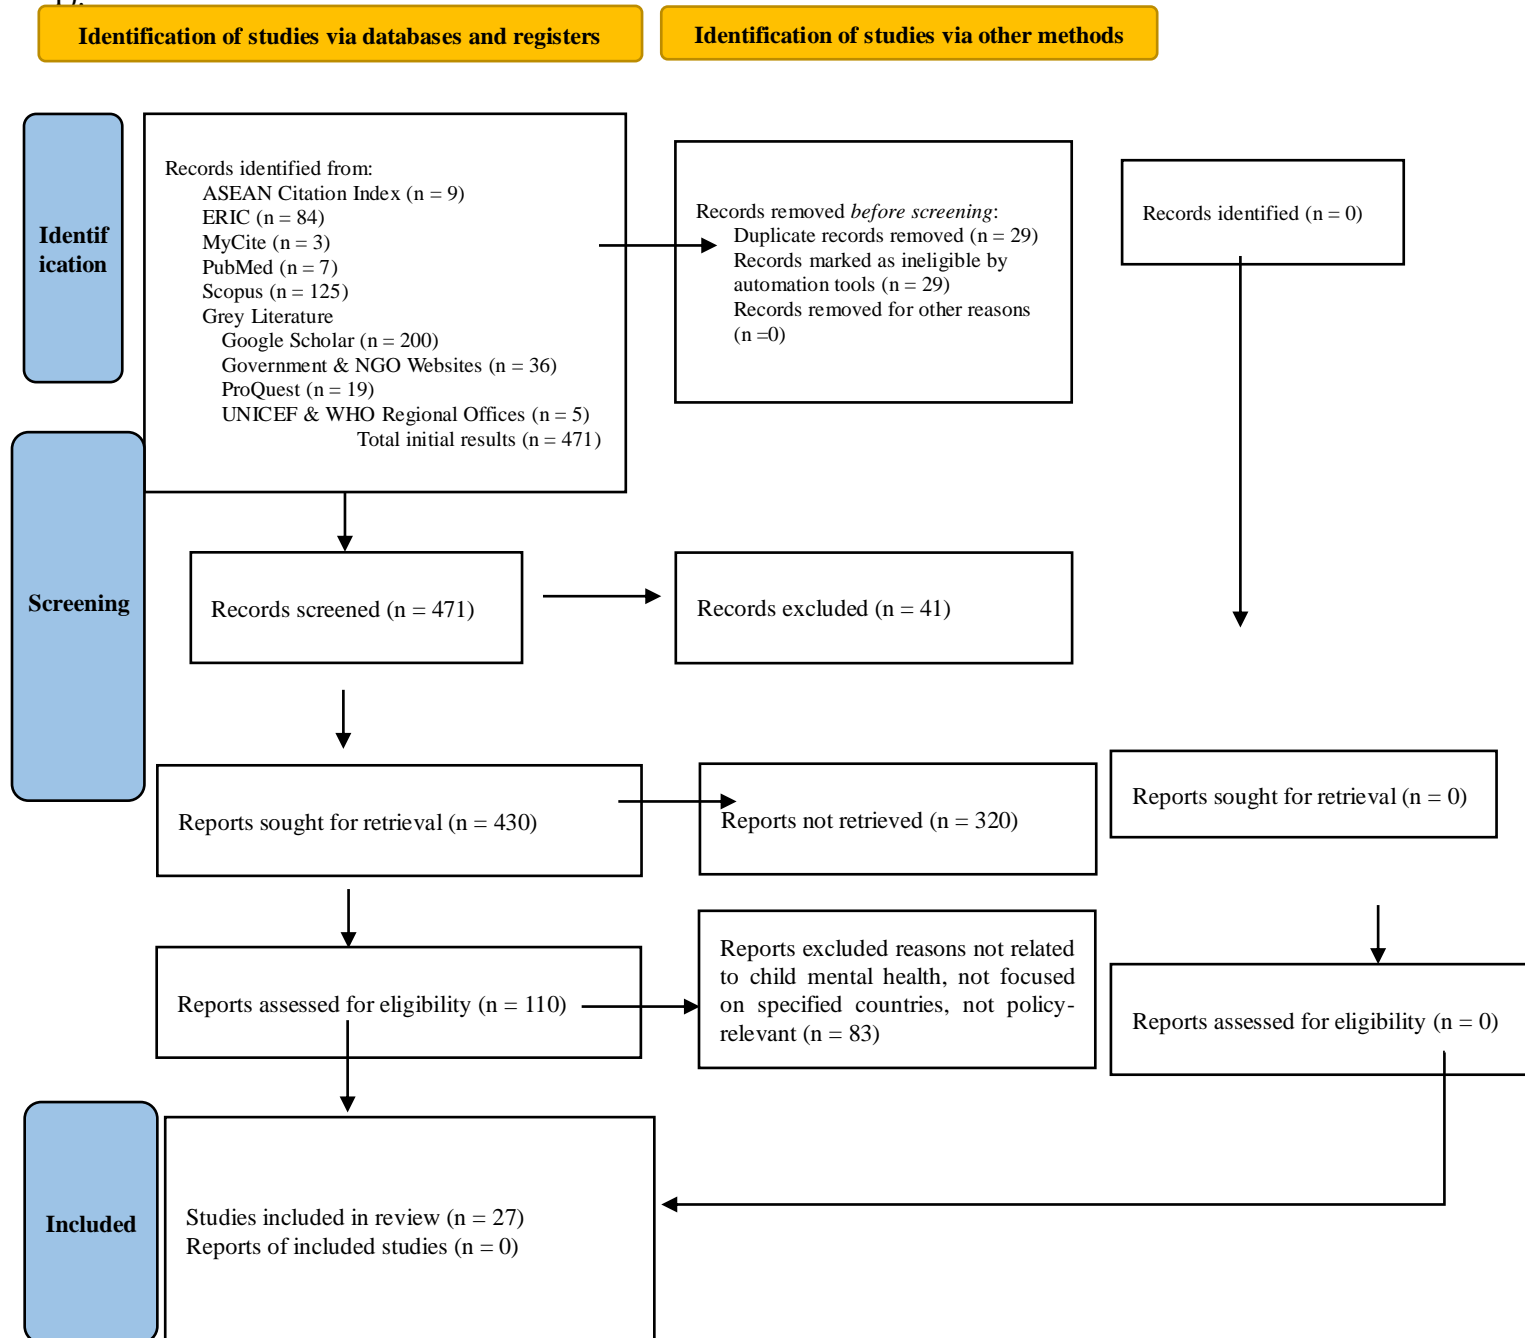 1).
Identification of studies via databases and registers
Identification of studies via other methods
Identif
ication
Records identified from:
ASEAN Citation Index (n = 9)
ERIC (n = 84)
MyCite (n = 3)
PubMed (n = 7)
Scopus (n = 125)
Grey Literature
Google Scholar (n = 200)
Government & NGO Websites (n = 36)
ProQuest (n = 19)
UNICEF & WHO Regional Offices (n = 5)
Total initial results (n = 471)
Records removed before screening:
Duplicate records removed (n = 29)
Records marked as ineligible by
automation tools (n = 29)
Records removed for other reasons
(n =0)
Records identified (n = 0)
Screening
Records screened (n = 471)
Records excluded (n = 41)
Reports sought for retrieval (n = 430)
Reports not retrieved (n = 320)
Reports sought for retrieval (n = 0)
Reports assessed for eligibility (n = 110)
Reports excluded reasons not related
to child mental health, not focused
on specified countries, not policy-
relevant (n = 83)
Reports assessed for eligibility (n = 0)
Included
Studies included in review (n = 27)
Reports of included studies (n = 0)